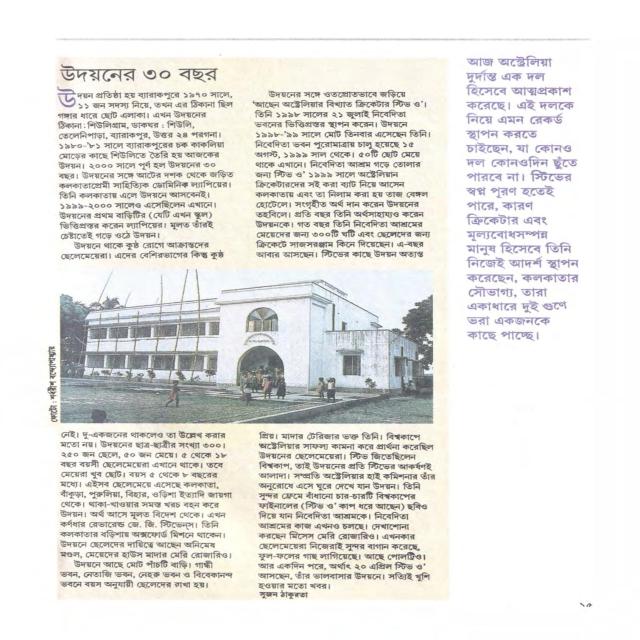 উদয়নের ৩০ বছর
উদয়ন প্রতিষ্ঠা হয় ব্যারাকপুরে ১৯৭০ সালে,
১১ জন সদস্য নিয়ে, তখন এর ঠিকানা ছিল
গঙ্গার ধারে ছোট এলাকা। এখন উদয়নের
ঠিকানা: শিউলিগ্রাম, ডাকঘর: শিউলি,
তেলেনিপাড়া, ব্যারাকপুর, উত্তর ২৪ পরগনা।
১৯৮০-'৮১ সালে ব্যারাকপুরের চক কাকলিয়া
মোড়ের কাছে শিউলিতে তৈরি হয় আজকের
উদয়ন। ২০০০ সালে পূর্ণ হল উদয়নের ৩০
বছর। উদয়নের সঙ্গে আটের দশক থেকে জড়িত
কলকাতাপ্রেমী সাহিত্যিক ডোমিনিক ল্যাপিয়ের।
তিনি কলকাতায় এলে উদয়নে আসবেনই।
১৯৯৯-২০০০ সালেও এসেছিলেন এখানে।
উদয়নের প্রথম বাড়িটির (যেটি এখন স্কুল)
ভিত্তিপ্রস্তর করেন ল্যাপিয়ের। মূলত তাঁরই
চেষ্টাতেই গড়ে ওঠে উদয়ন।
উদয়নে থাকে কুষ্ঠ রোগে আক্রান্তদের
ছেলেমেয়েরা। এদের বেশিরভাগের কিন্তু কুষ্ঠ
নেই। দু-একজনের থাকলেও তা উল্লেখ করার
মতো নয়। উদয়নের ছাত্র-ছাত্রীর সংখ্যা ৩০০।
২৫০ জন ছেলে, ৫০ জন মেয়ে। ৫ থেকে ১৮
বছর বয়সী ছেলেমেয়েরা এখানে থাকে। তবে
মেয়েরা খুব ছোট। বয়স ৫ থেকে ৮ বছরের
মধ্যে। এইসব ছেলেমেয়ে এসেছে কলকাতা,
বাঁকুড়া, পুরুলিয়া, বিহার, ওড়িশা ইত্যাদি জায়গা
থেকে। থাকা-খাওয়ার সমস্ত খরচ বহন করে
উদয়ন। অর্থ আসে মূলত বিদেশ থেকে। এখন
কর্ণধার রেভারেন্ড জে. জি. স্টিভেন্স। তিনি
কলকাতার বড়িশায় অক্সফোর্ড মিশনে থাকেন।
উদয়নে ছেলেদের দায়িত্বে আছেন অনিমেষ
মণ্ডল, মেয়েদের হাউস মাদার মেরি রোজারিও।
উদয়নে আছে মোট পাঁচটি বাড়ি। গান্ধী
ভবন, নেতাজি ভবন, নেহরু ভবন ও বিবেকানন্দ
ভবনে বয়স অনুযায়ী ছেলেদের রাখা হয়।
উদয়নের সঙ্গে ওতপ্রোতভাবে জড়িয়ে
আছেন অস্ট্রেলিয়ার বিখ্যাত ক্রিকেটার স্টিভ ও'।
তিনি ১৯৯৮ সালের ২১ জুলাই নিবেদিতা
ভবনের ভিত্তিপ্রস্তর স্থাপন করেন। উদয়নে
১৯৯৮-'৯৯ সালে মোট তিনবার এসেছেন তিনি।
নিবেদিতা ভবন পুরোমাত্রায় চালু হয়েছে ১৫
অগস্ট, ১৯৯৯ সাল থেকে। ৫০টি ছোট মেয়ে
থাকে এখানে। নিবেদিতা আশ্রম গড়ে তোলার
জন্য স্টিভ ও' ১৯৯৯ সালে অস্ট্রেলিয়ান
ক্রিকেটারদের সই করা ব্যাট নিয়ে আসেন
কলকাতায় এবং তা নিলাম করা হয় তাজ বেঙ্গল
হোটেলে। সংগৃহীত অর্থ দান করেন উদয়নের
তহবিলে। প্রতি বছর তিনি অর্থসাহায্যও করেন
উদয়নকে। গত বছর তিনি নিবেদিতা আশ্রমের
মেয়েদের জন্য ৩০০টি ঘটি এবং ছেলেদের জন্য
ক্রিকেট সাজসরঞ্জাম কিনে দিয়েছেন। এ-বছর
আবার আসছেন। স্টিভের কাছে উদয়ন অত্যন্ত
প্রিয়। মাদার টেরিজার ভক্ত তিনি। বিশ্বকাপে
অস্ট্রেলিয়ার সাফল্য কামনা করে প্রার্থনা করেছিল
উদয়নের ছেলেমেয়েরা। স্টিভ জিতেছিলেন
বিশ্বকাপ, তাই উদয়নের প্রতি স্টিভের আকর্ষণই
আলাদা। সম্প্রতি অস্ট্রেলিয়ার হাই কমিশনার তাঁর
অনুরোধে এসে ঘুরে দেখে যান উদয়ন। তিনি
সুন্দর ফ্রেমে বাঁধানো চার-চারটি বিশ্বকাপের
ফাইনালের (স্টিভ ও' কাপ ধরে আছেন) ছবিও
দিয়ে যান নিবেদিতা আশ্রমকে। নিবেদিতা
আশ্রমের কাজ এখনও চলছে। দেখাশোনা
করছেন মিসেস মেরি রোজারিও। এখনকার
ছেলেমেয়েরা নিজেরাই সুন্দর বাগান করেছে,
ফুল-ফলের গাছ লাগিয়েছে। আছে পোলট্রিও।
আর একদিন পরে, অর্থাৎ ২০ এপ্রিল স্টিভ ও'
আসছেন, তাঁর ভালবাসার উদয়নে। সত্যিই খুশি
হওয়ার মতো খবর।
সুজন ঠাকুরতা
আজ অস্ট্রেলিয়া
দুর্দান্ত এক দল
হিসেবে আত্মপ্রকাশ
করেছে। এই দলকে
নিয়ে এমন রেকর্ড
স্থাপন করতে
চাইছেন, যা কোনও
দল কোনওদিন ছুঁতে
পারবে না। স্টিভের
স্বপ্ন পূরণ হতেই
পারে, কারণ
ক্রিকেটার এবং
মূল্যবোধসম্পন্ন
মানুষ হিসেবে তিনি
নিজেই আদর্শ স্থাপন
করেছেন, কলকাতার
সৌভাগ্য, তারা
একাধারে দুই গুণে
ভরা একজনকে
কাছে পাচ্ছে।